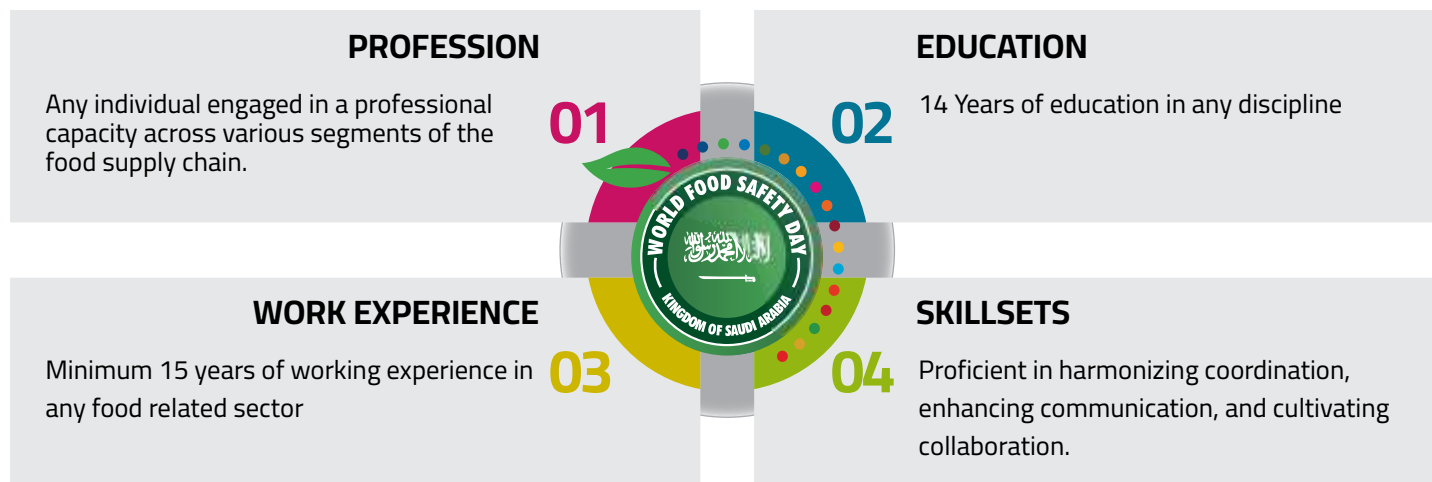 PROFESSION
Any individual engaged in a professional
capacity across various segments of the
food supply chain.
01
EDUCATION
14 Years of education in any discipline
02
WORLD FOOD SAFETY DAY
KINGDOM OF SAUDI ARABIA
WORK EXPERIENCE
Minimum 15 years of working experience in
any food related sector
03
SKILLSETS
Proficient in harmonizing coordination,
enhancing communication, and cultivating
collaboration.
04